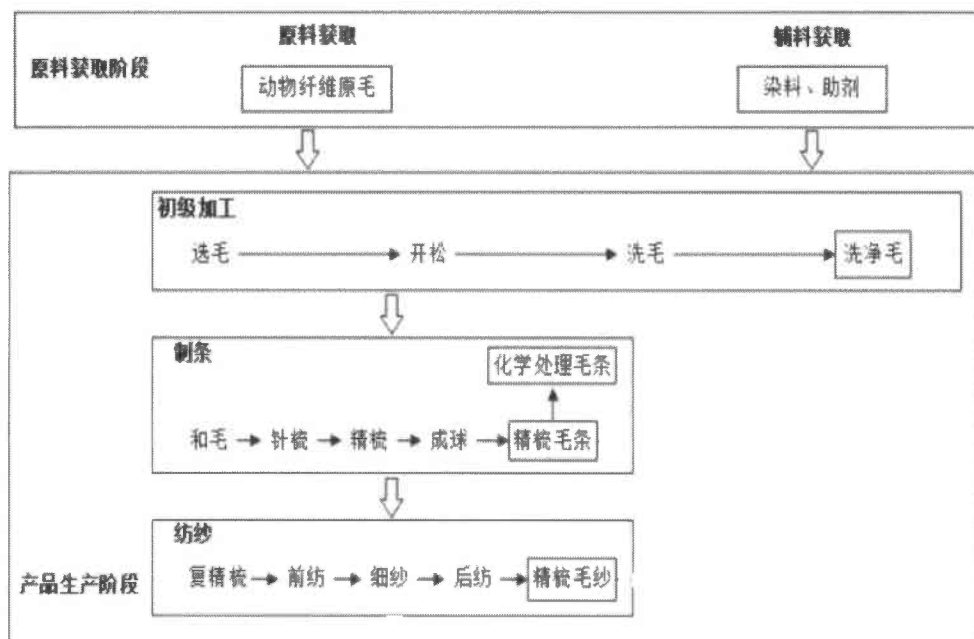 原料获取 辅料获取
原料获取阶段
动物纤维原毛 染料、助剂
初级加工
选毛 开松 洗毛 洗净毛
制条
化学处理毛条
和毛 针梳 精梳 成球 精梳毛条
纺纱
复精梳 前纺 细纱 后纺 精梳毛纱
产品生产阶段